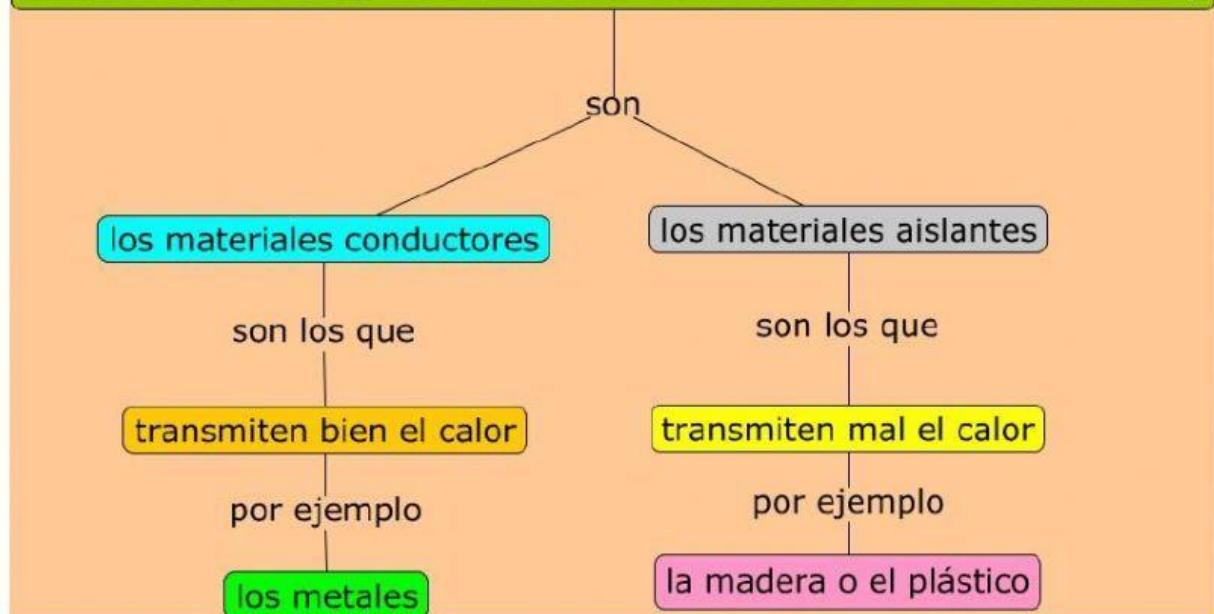 son
los materiales conductores
los materiales aislantes
son los que
son los que
transmiten bien el calor
transmiten mal el calor
por ejemplo
por ejemplo
los metales
la madera o el plástico